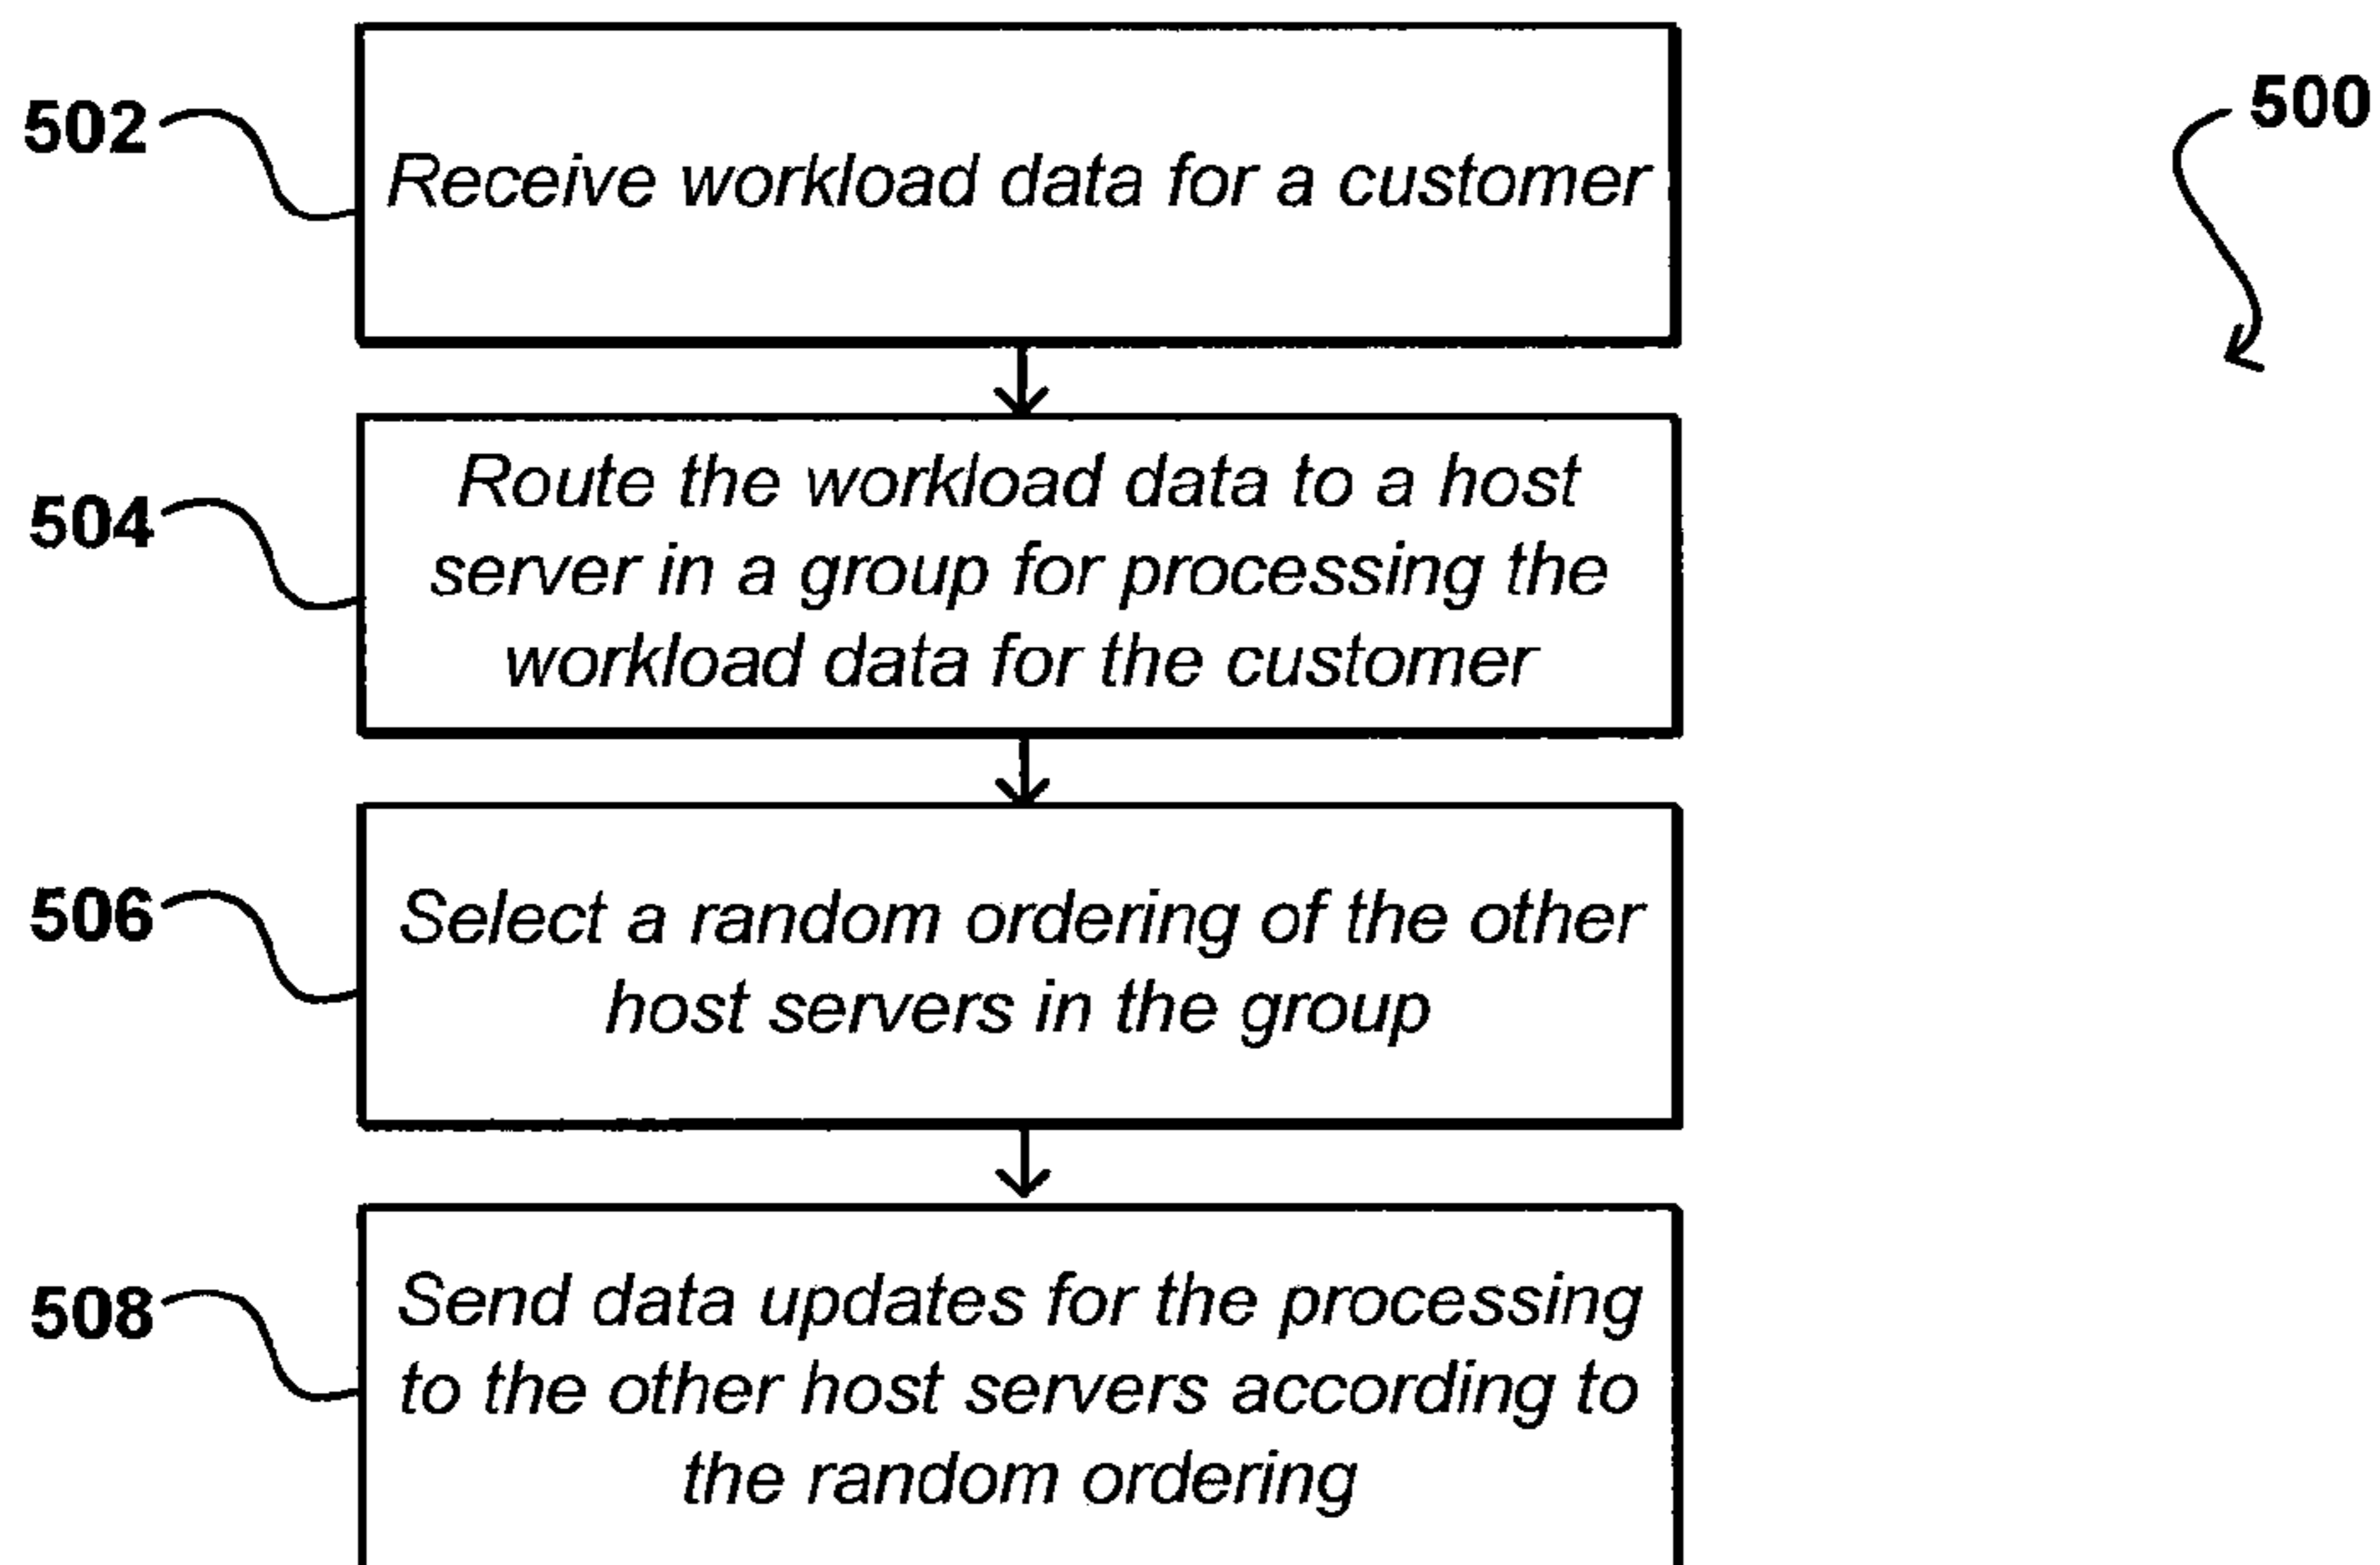 500
502
Receive workload data for a customer
504
Route the workload data to a host
server in a group for processing the
workload data for the customer
506
Select a random ordering of the other
host servers in the group
508
Send data updates for the processing
to the other host servers according to
the random ordering